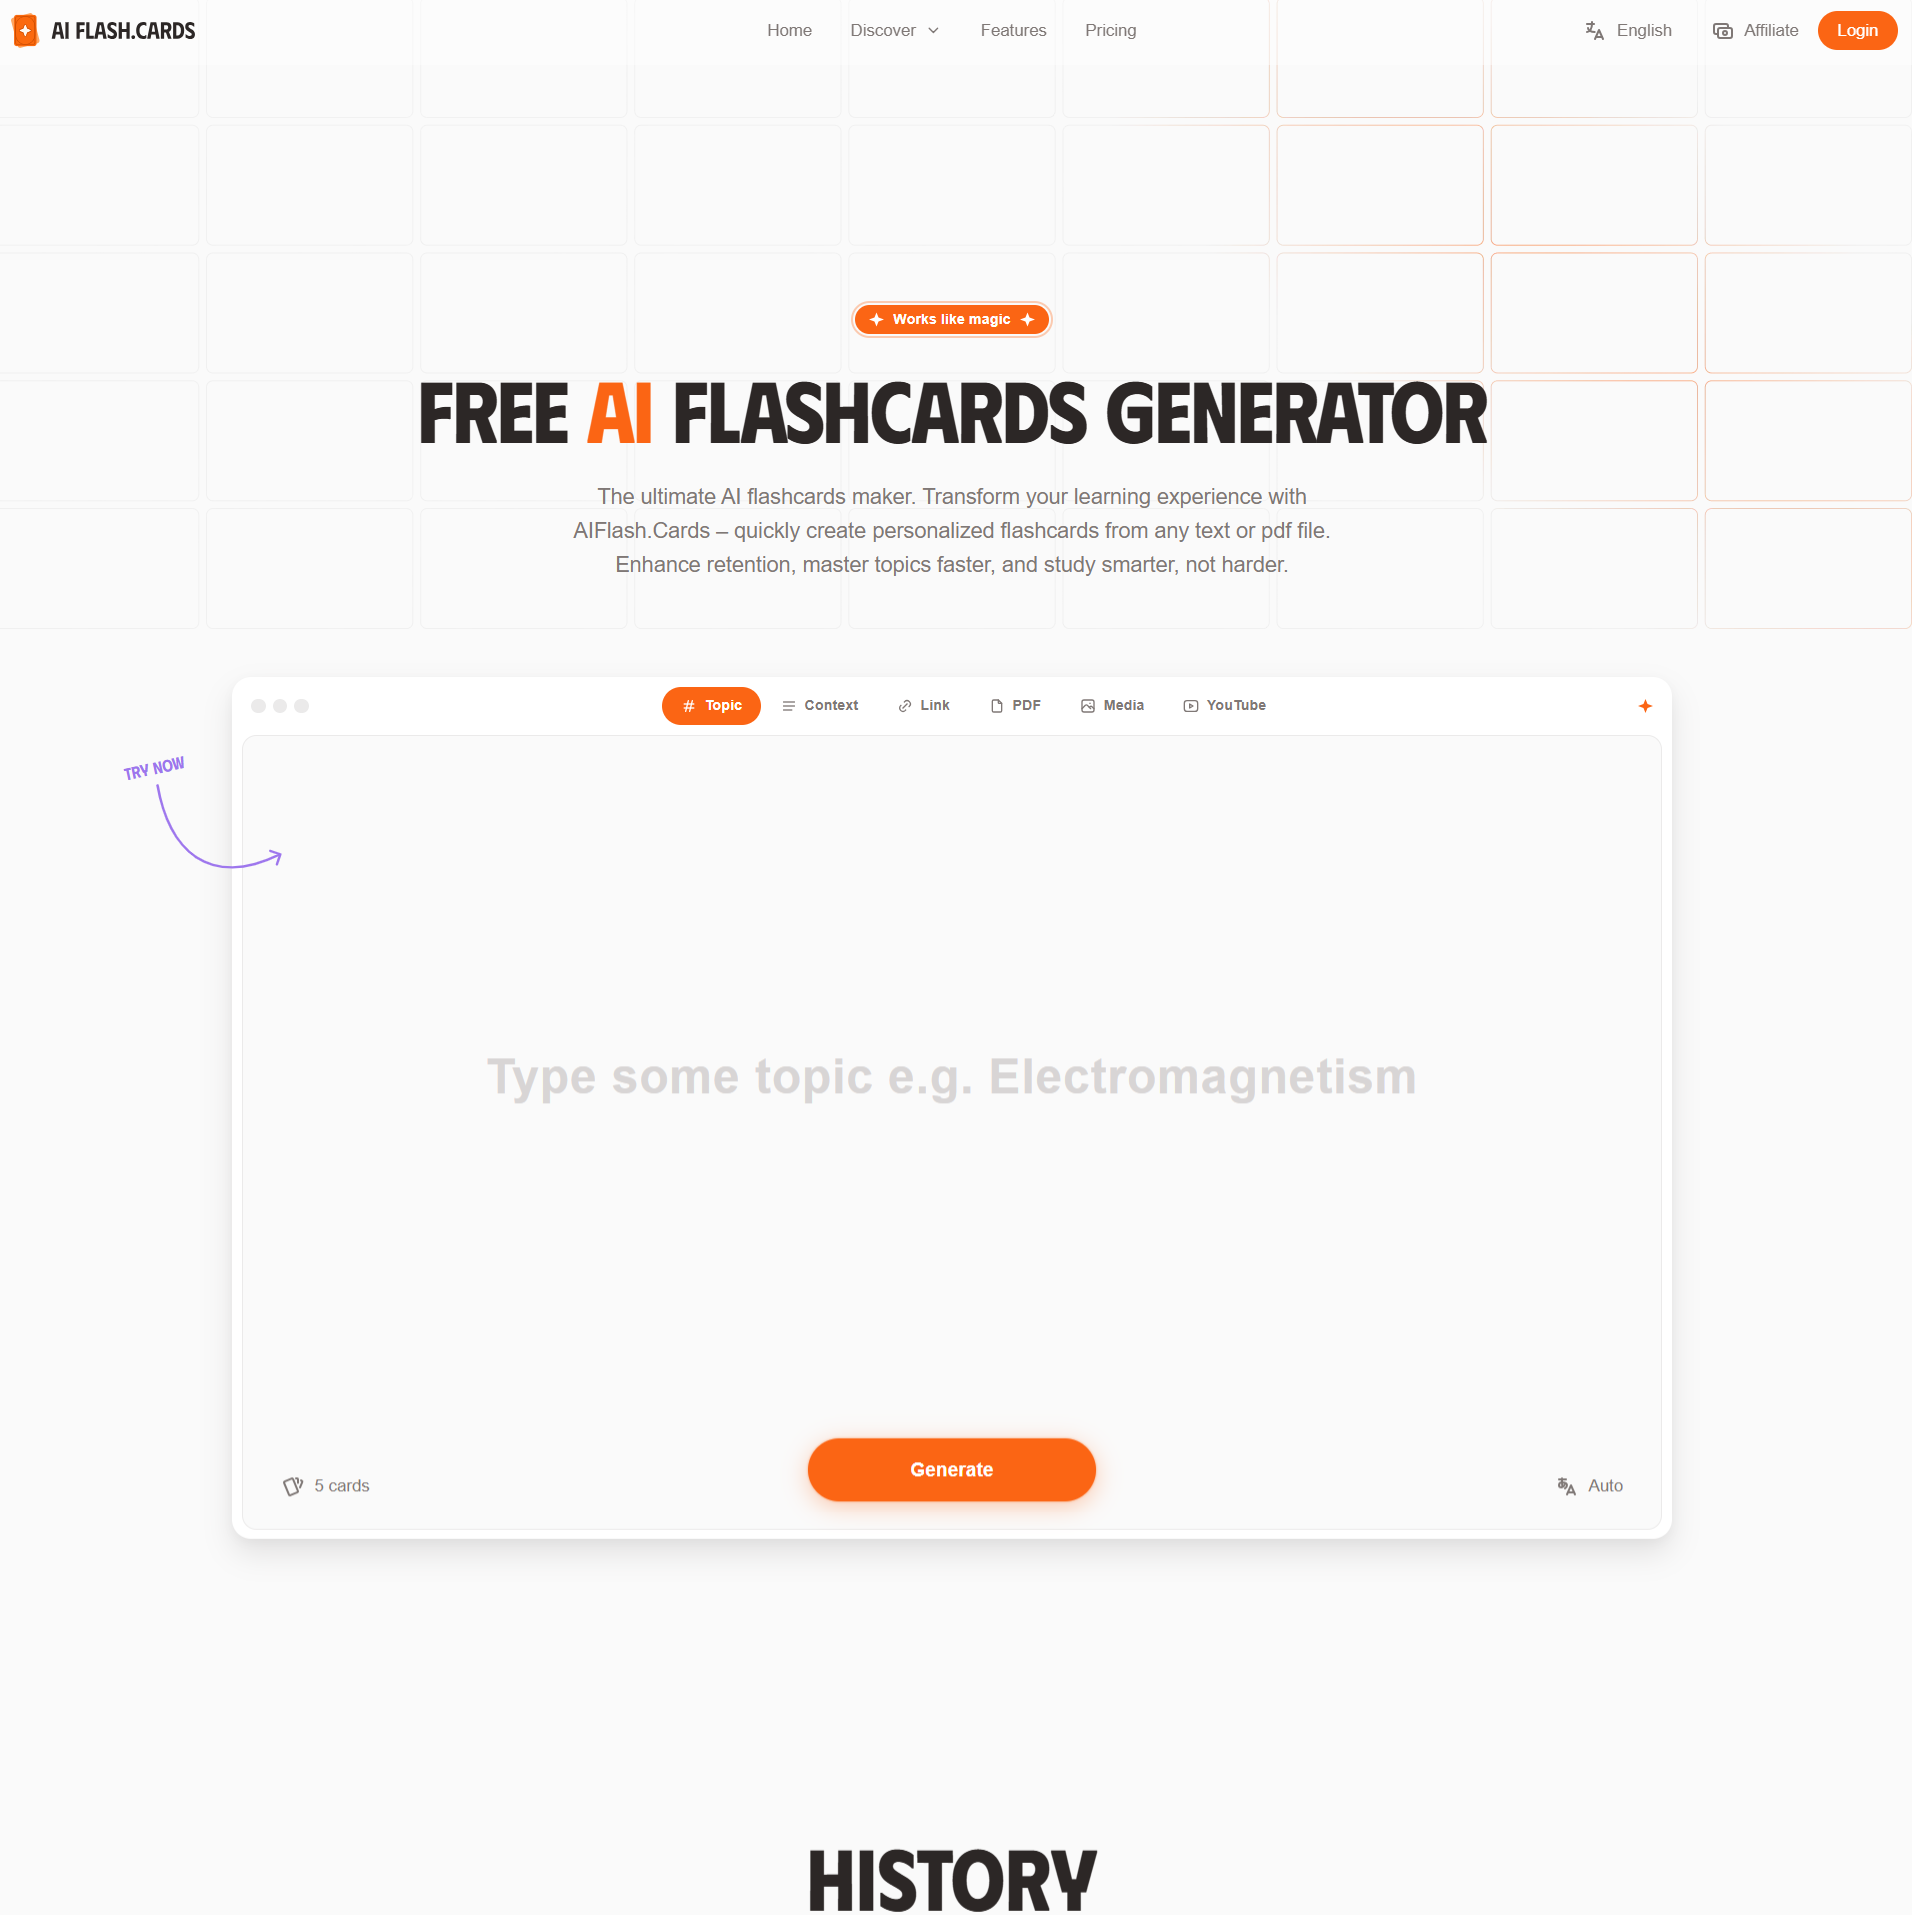 AI FLASH.CARDS
Home
Discover
Features
Pricing
English
Affiliate
Login
Works like magic
FREE AI FLASHCARDS GENERATOR
The ultimate AI flashcards maker. Transform your learning experience with
AIFlash.Cards – quickly create personalized flashcards from any text or pdf file.
Enhance retention, master topics faster, and study smarter, not harder.
Topic
Context
Link
PDF
Media
YouTube
TRY NOW
Type some topic e.g. Electromagnetism
5 cards
Generate
Auto
HISTORY